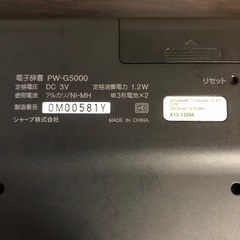 電子辞書 PW-G5000
定格電圧 DC 3V 定格消費電力 1.2W
使用電池 アルカリ/Ni-MH 単3形電池×2
製造番号 0M00581Y
シャープ株式会社 MADE IN CHINA
リセット
X13-12098